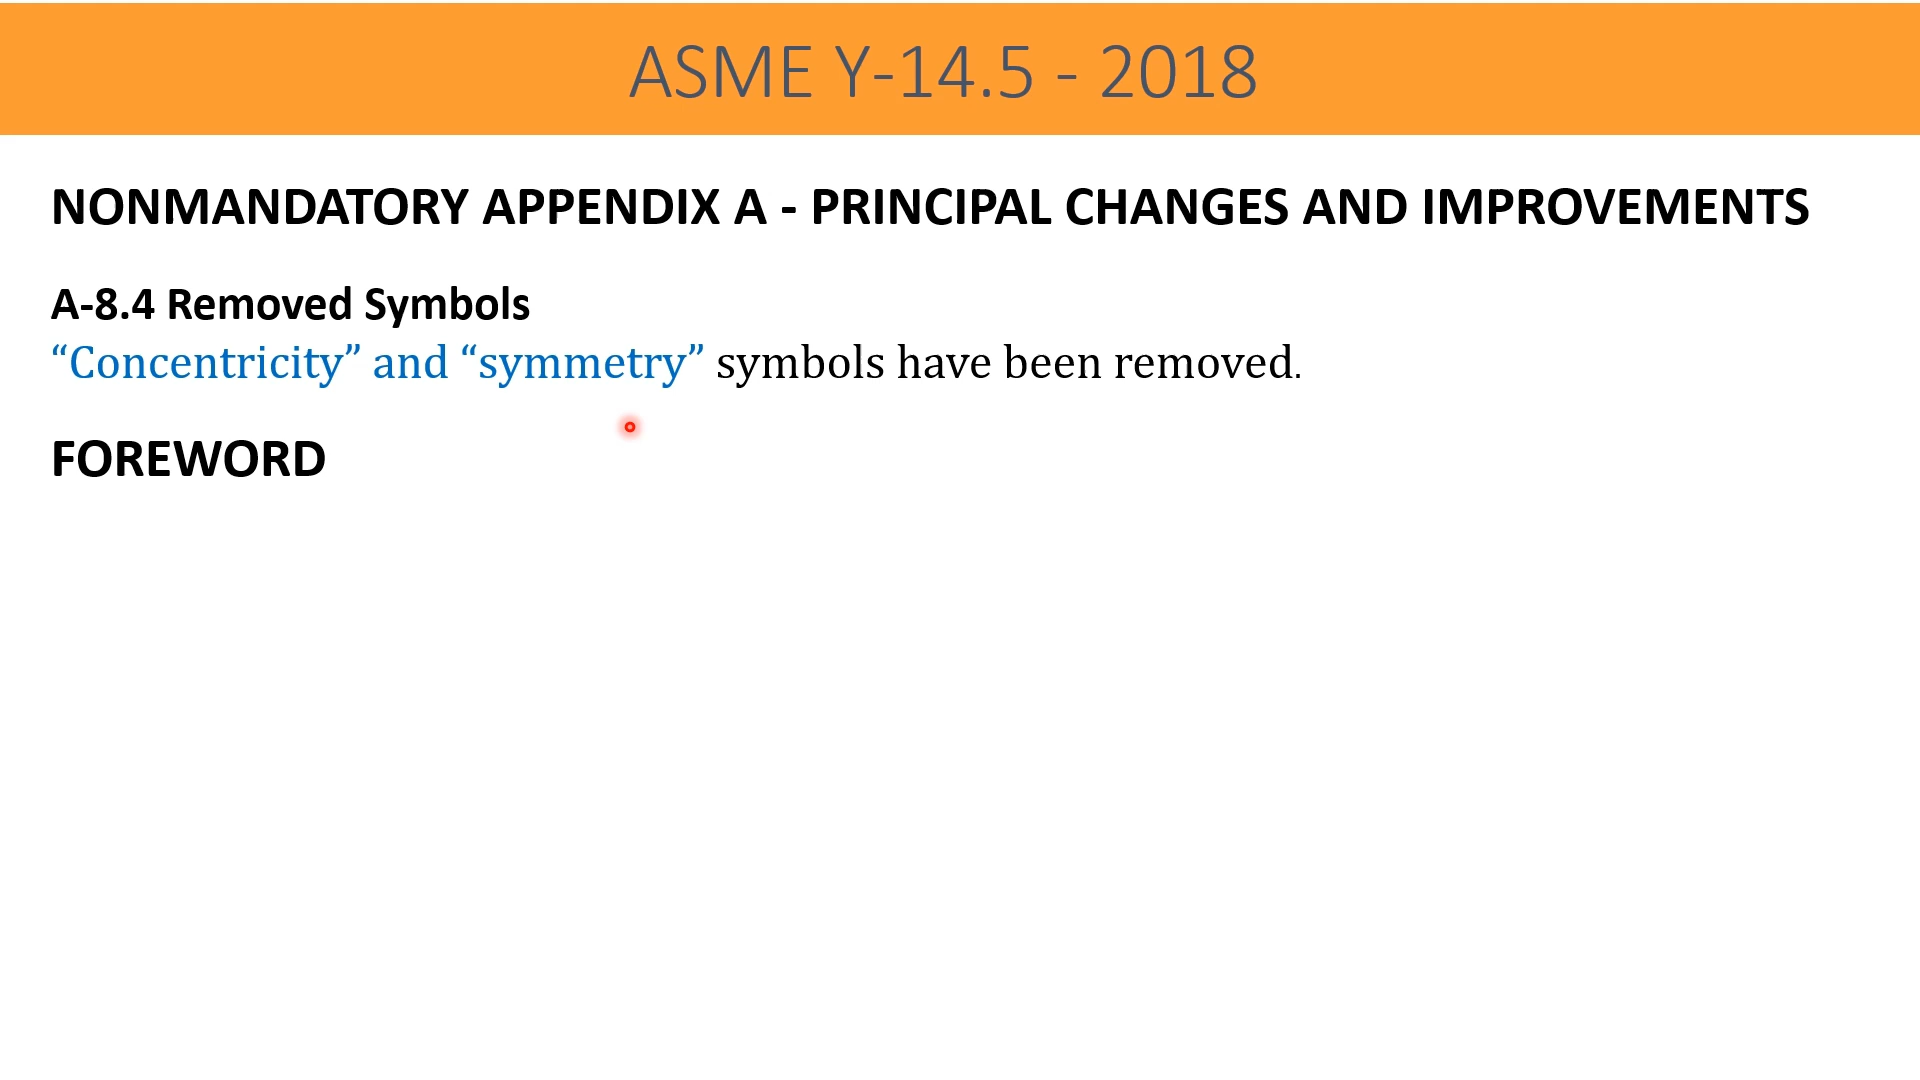 ASME Y-14.5 - 2018
NONMANDATORY APPENDIX A - PRINCIPAL CHANGES AND IMPROVEMENTS
A-8.4 Removed Symbols
“Concentricity” and “symmetry” symbols have been removed.
FOREWORD